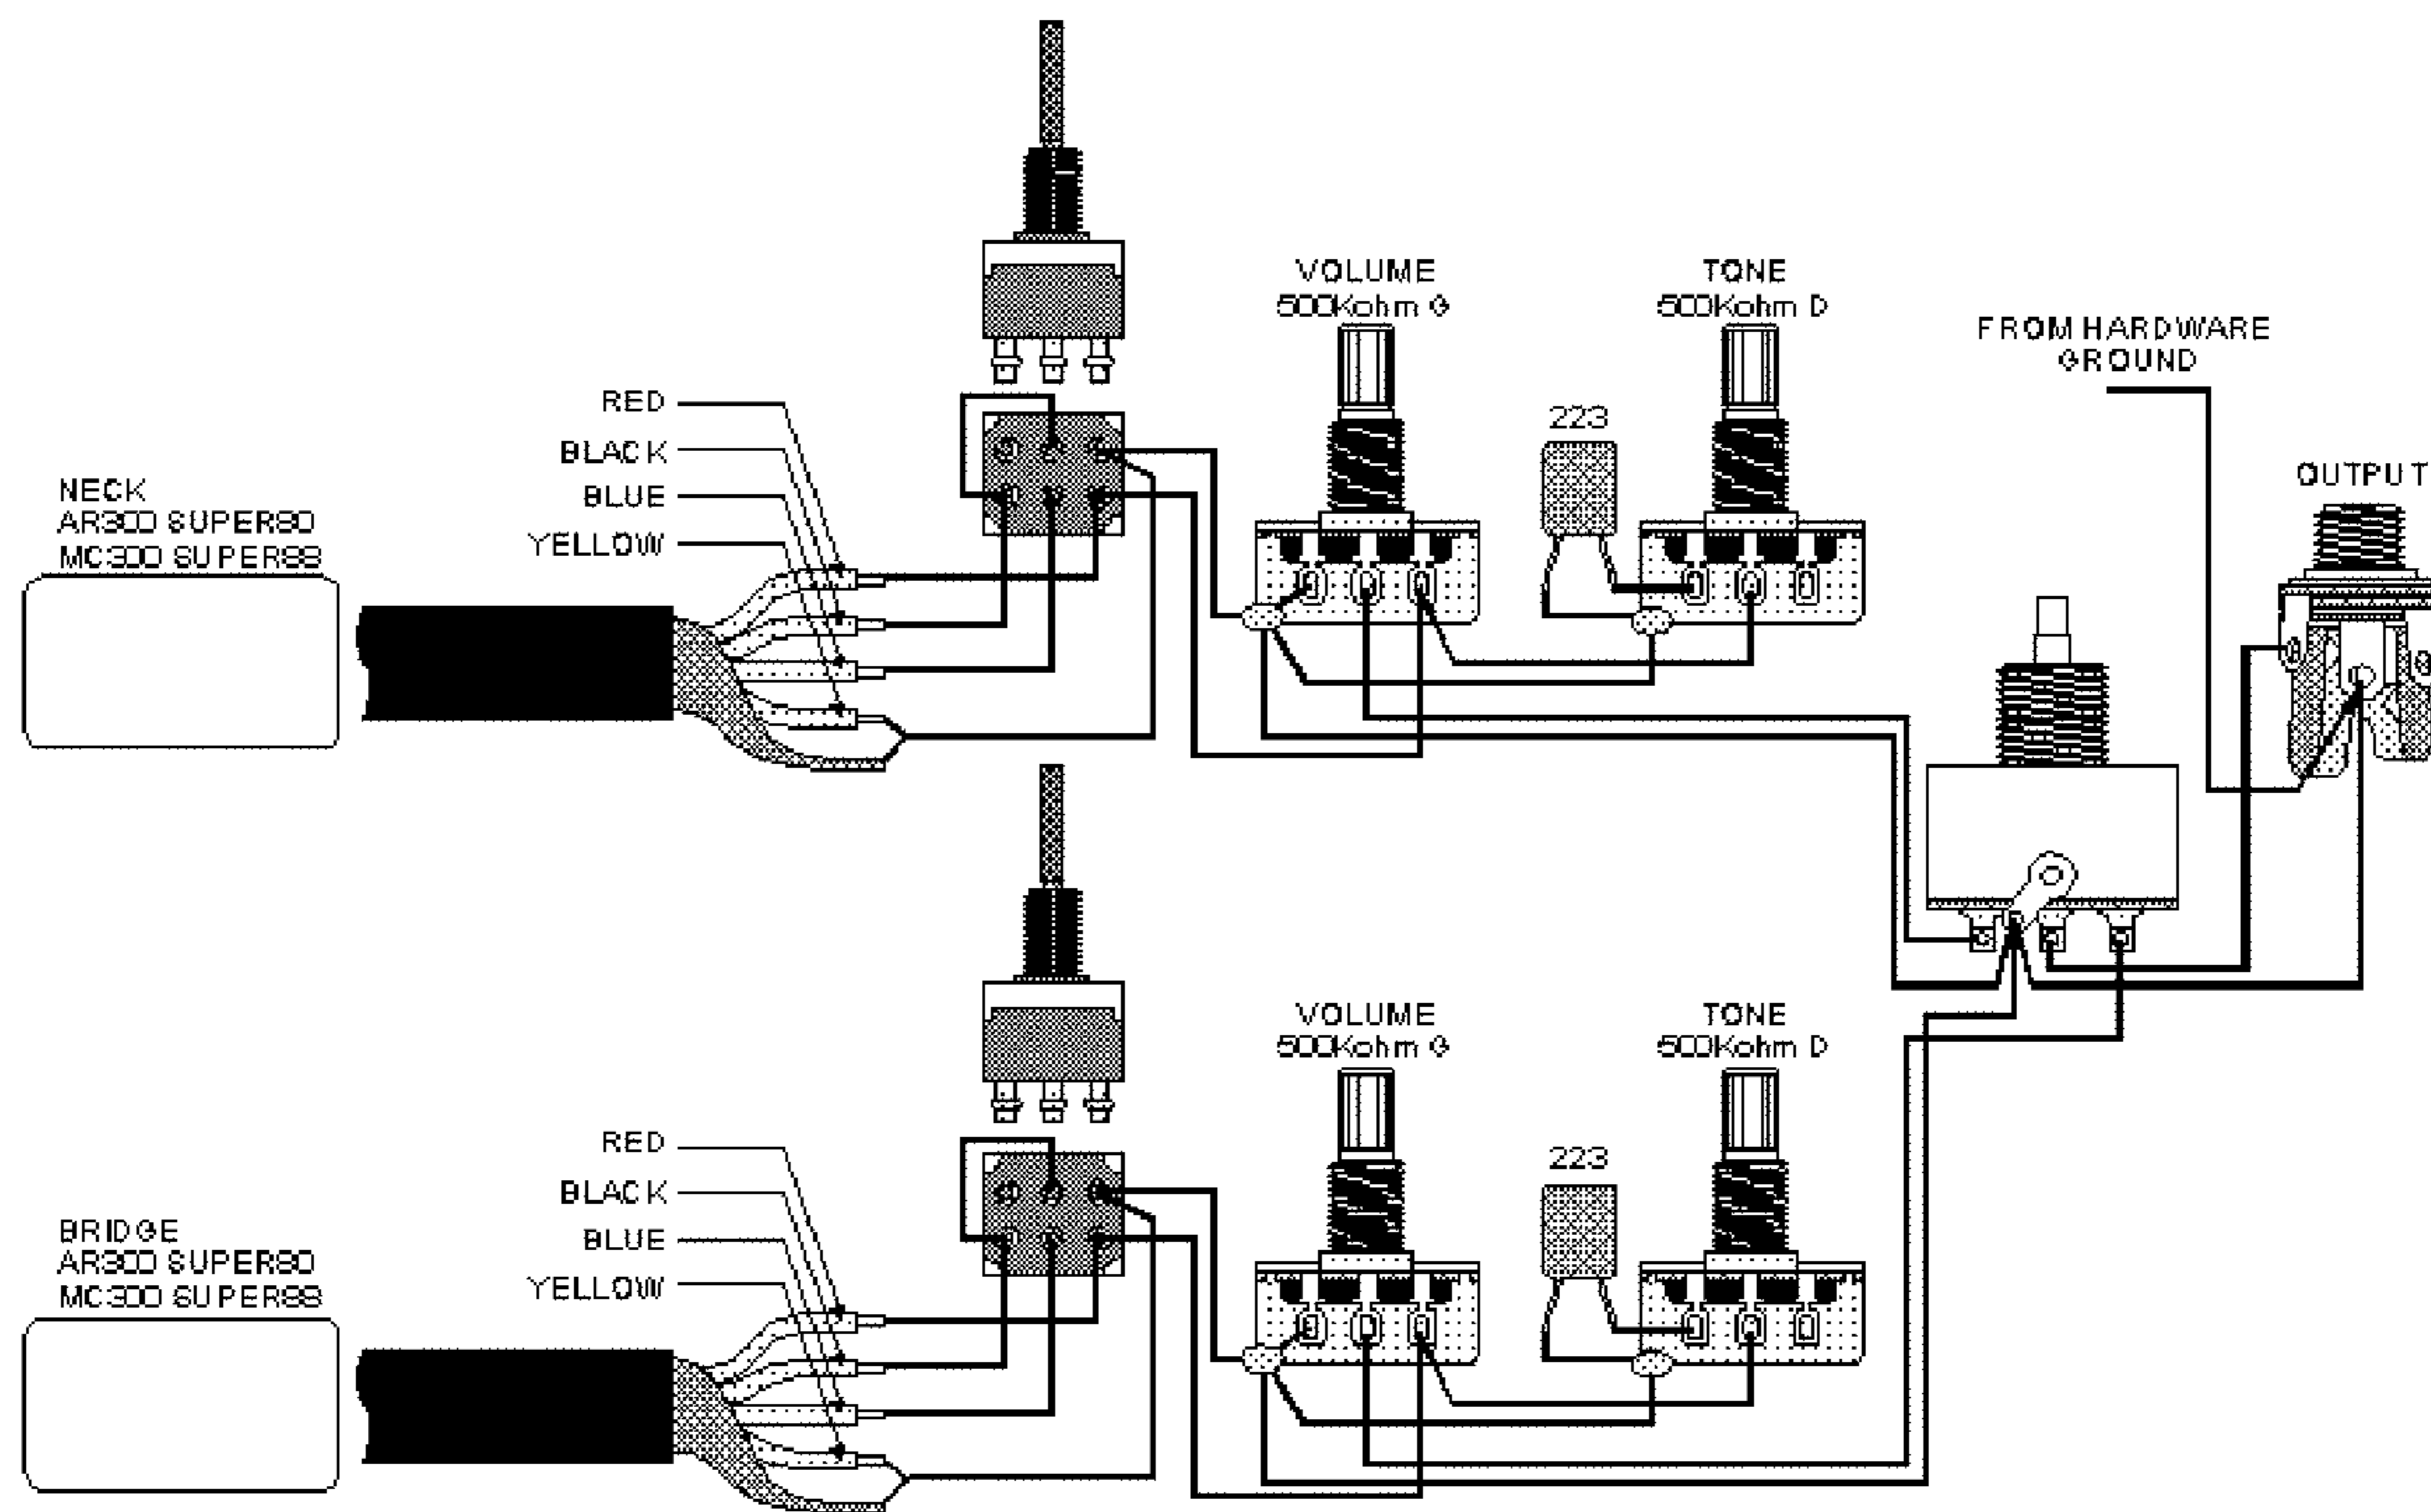 VOLUME
500Kohm G
TONE
500Kohm D
FROM HARDWARE
GROUND
OUTPUT
223
RED
BLACK
BLUE
YELLOW
NECK
AR300 SUPER80
MC300 SUPER88
VOLUME
500Kohm G
TONE
500Kohm D
223
RED
BLACK
BLUE
YELLOW
BRIDGE
AR300 SUPER80
MC300 SUPER88